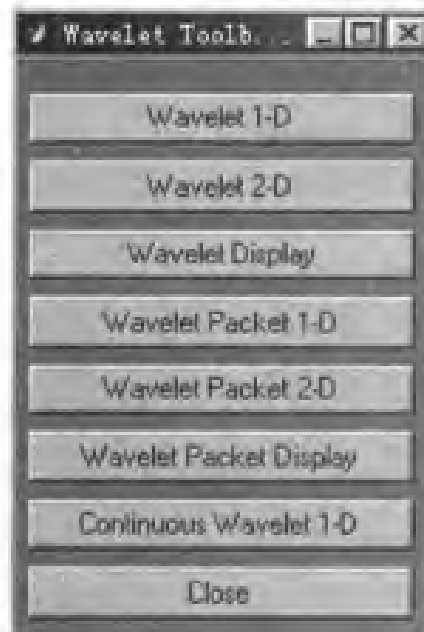 Wavelet Toolb...
Wavelet 1-D
Wavelet 2-D
Wavelet Display
Wavelet Packet 1-D
Wavelet Packet 2-D
Wavelet Packet Display
Continuous Wavelet 1-D
Close